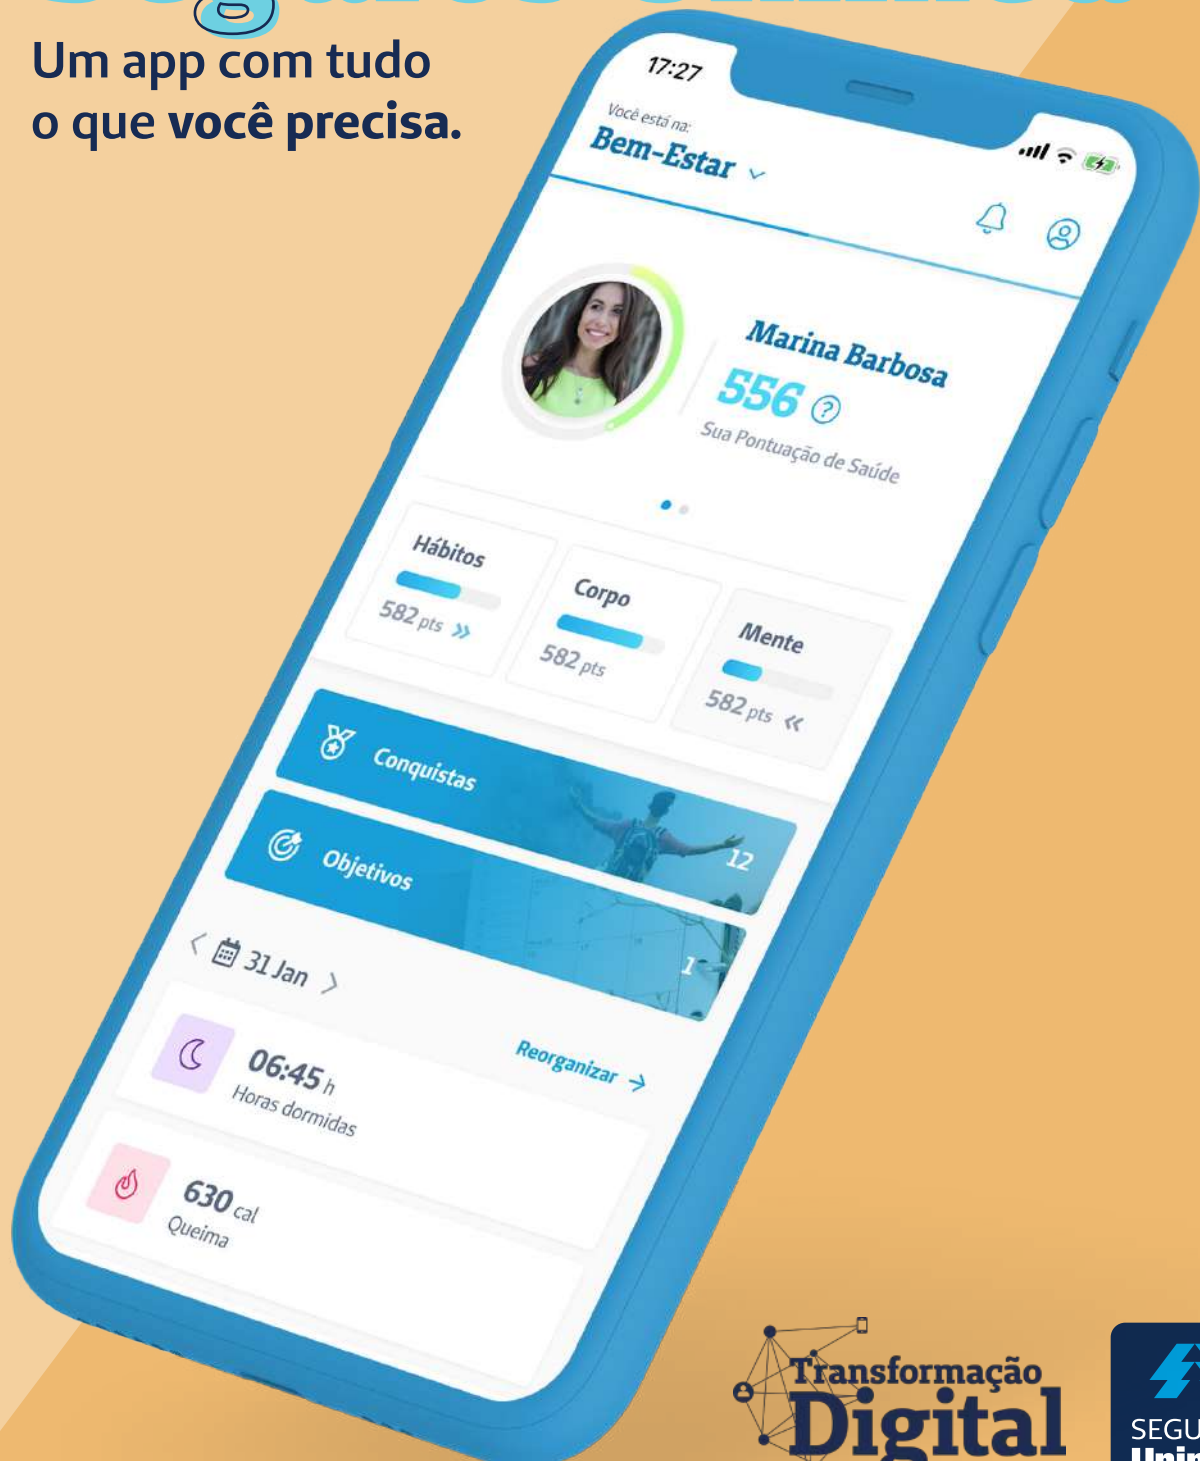 Um app com tudo
o que você precisa.
17:27
Você está na:
Bem-Estar
Marina Barbosa
556 ?
Sua Pontuação de Saúde
Hábitos
582 pts »
Corpo
582 pts
Mente
582 pts «
Conquistas
12
Objetivos
1
31 Jan
Reorganizar →
06:45 h
Horas dormidas
630 cal
Queima
Transformação
Digital